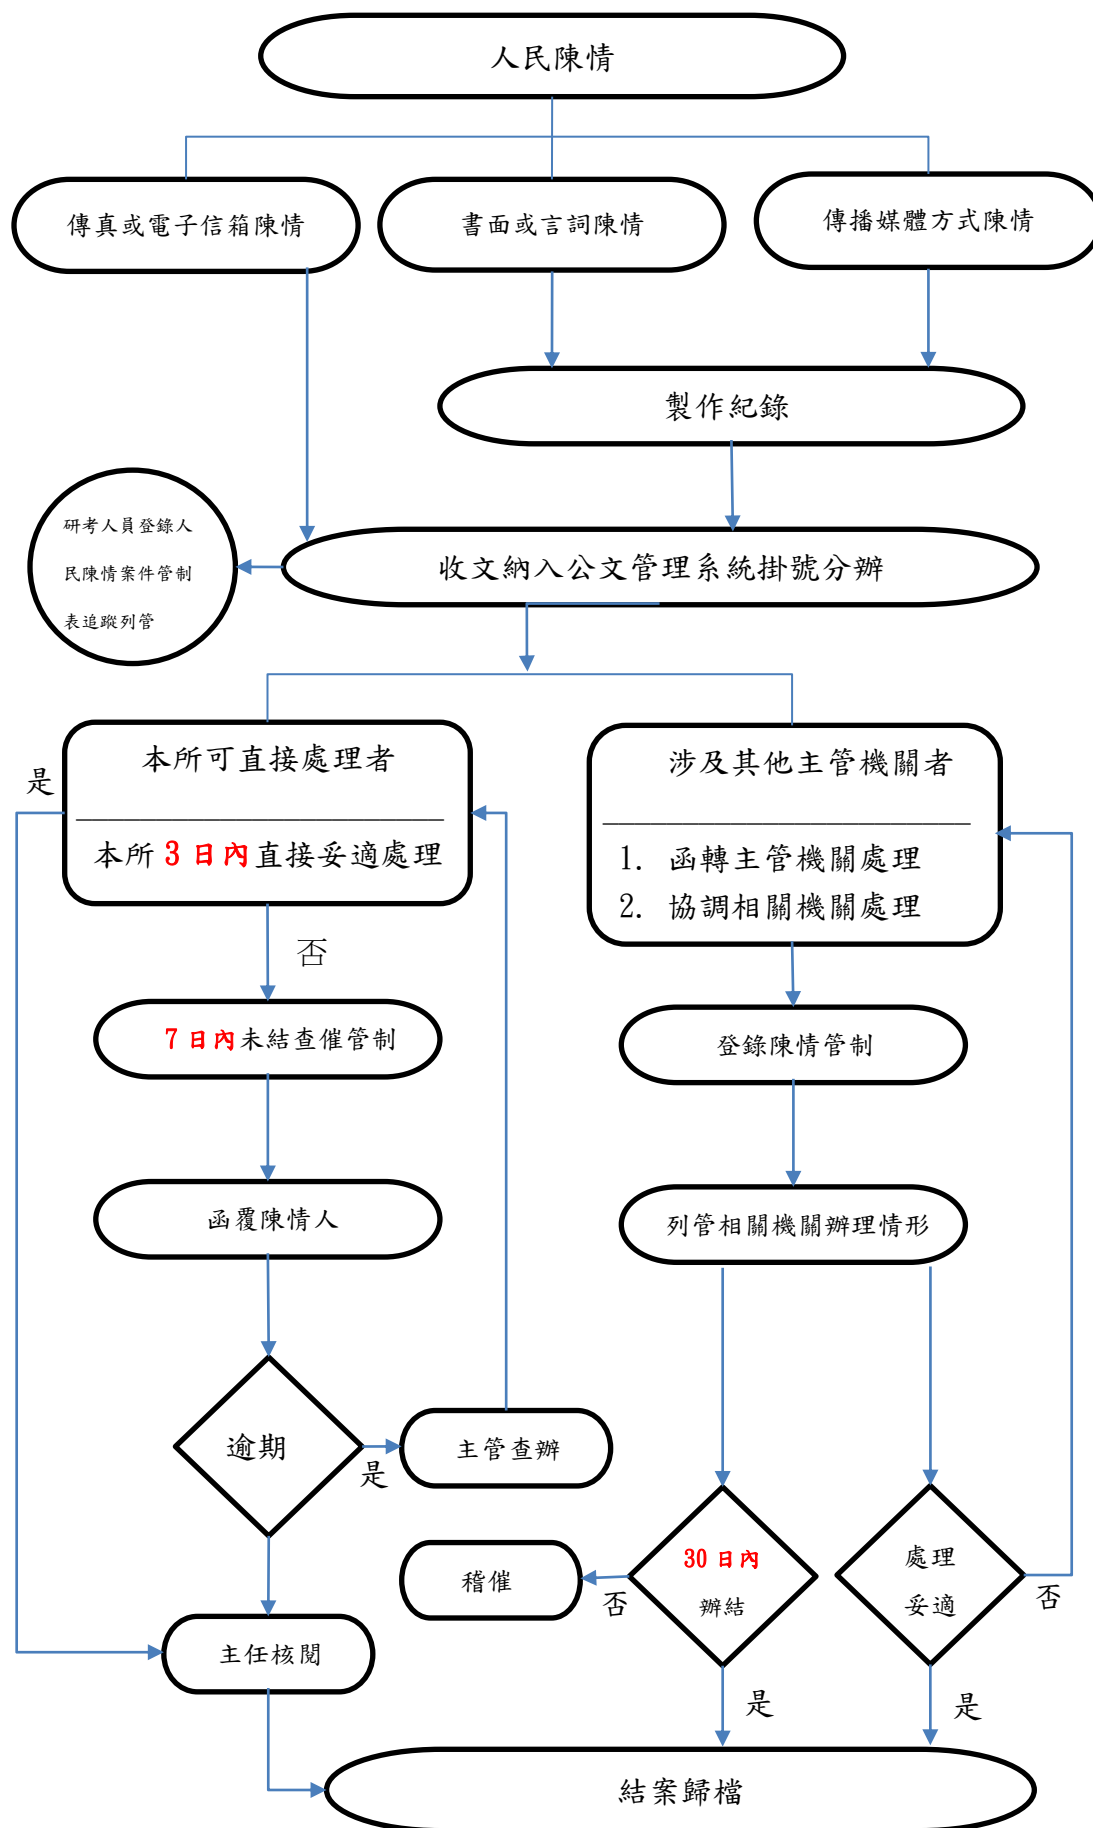 人民陳情
傳真或電子信箱陳情
書面或言詞陳情
傳播媒體方式陳情
製作紀錄
研考人員登錄人
民陳情案件管制
表追蹤列管
收文納入公文管理系統掛號分辦
是
本所可直接處理者
本所 3 日內直接妥適處理
涉及其他主管機關者
1. 函轉主管機關處理
2. 協調相關機關處理
否
7 日內未結查催管制
登錄陳情管制
函覆陳情人
列管相關機關辦理情形
逾期
是
主管查辦
稽催
否
30 日內
辦結
處理
妥適
否
主任核閱
是
是
結案歸檔